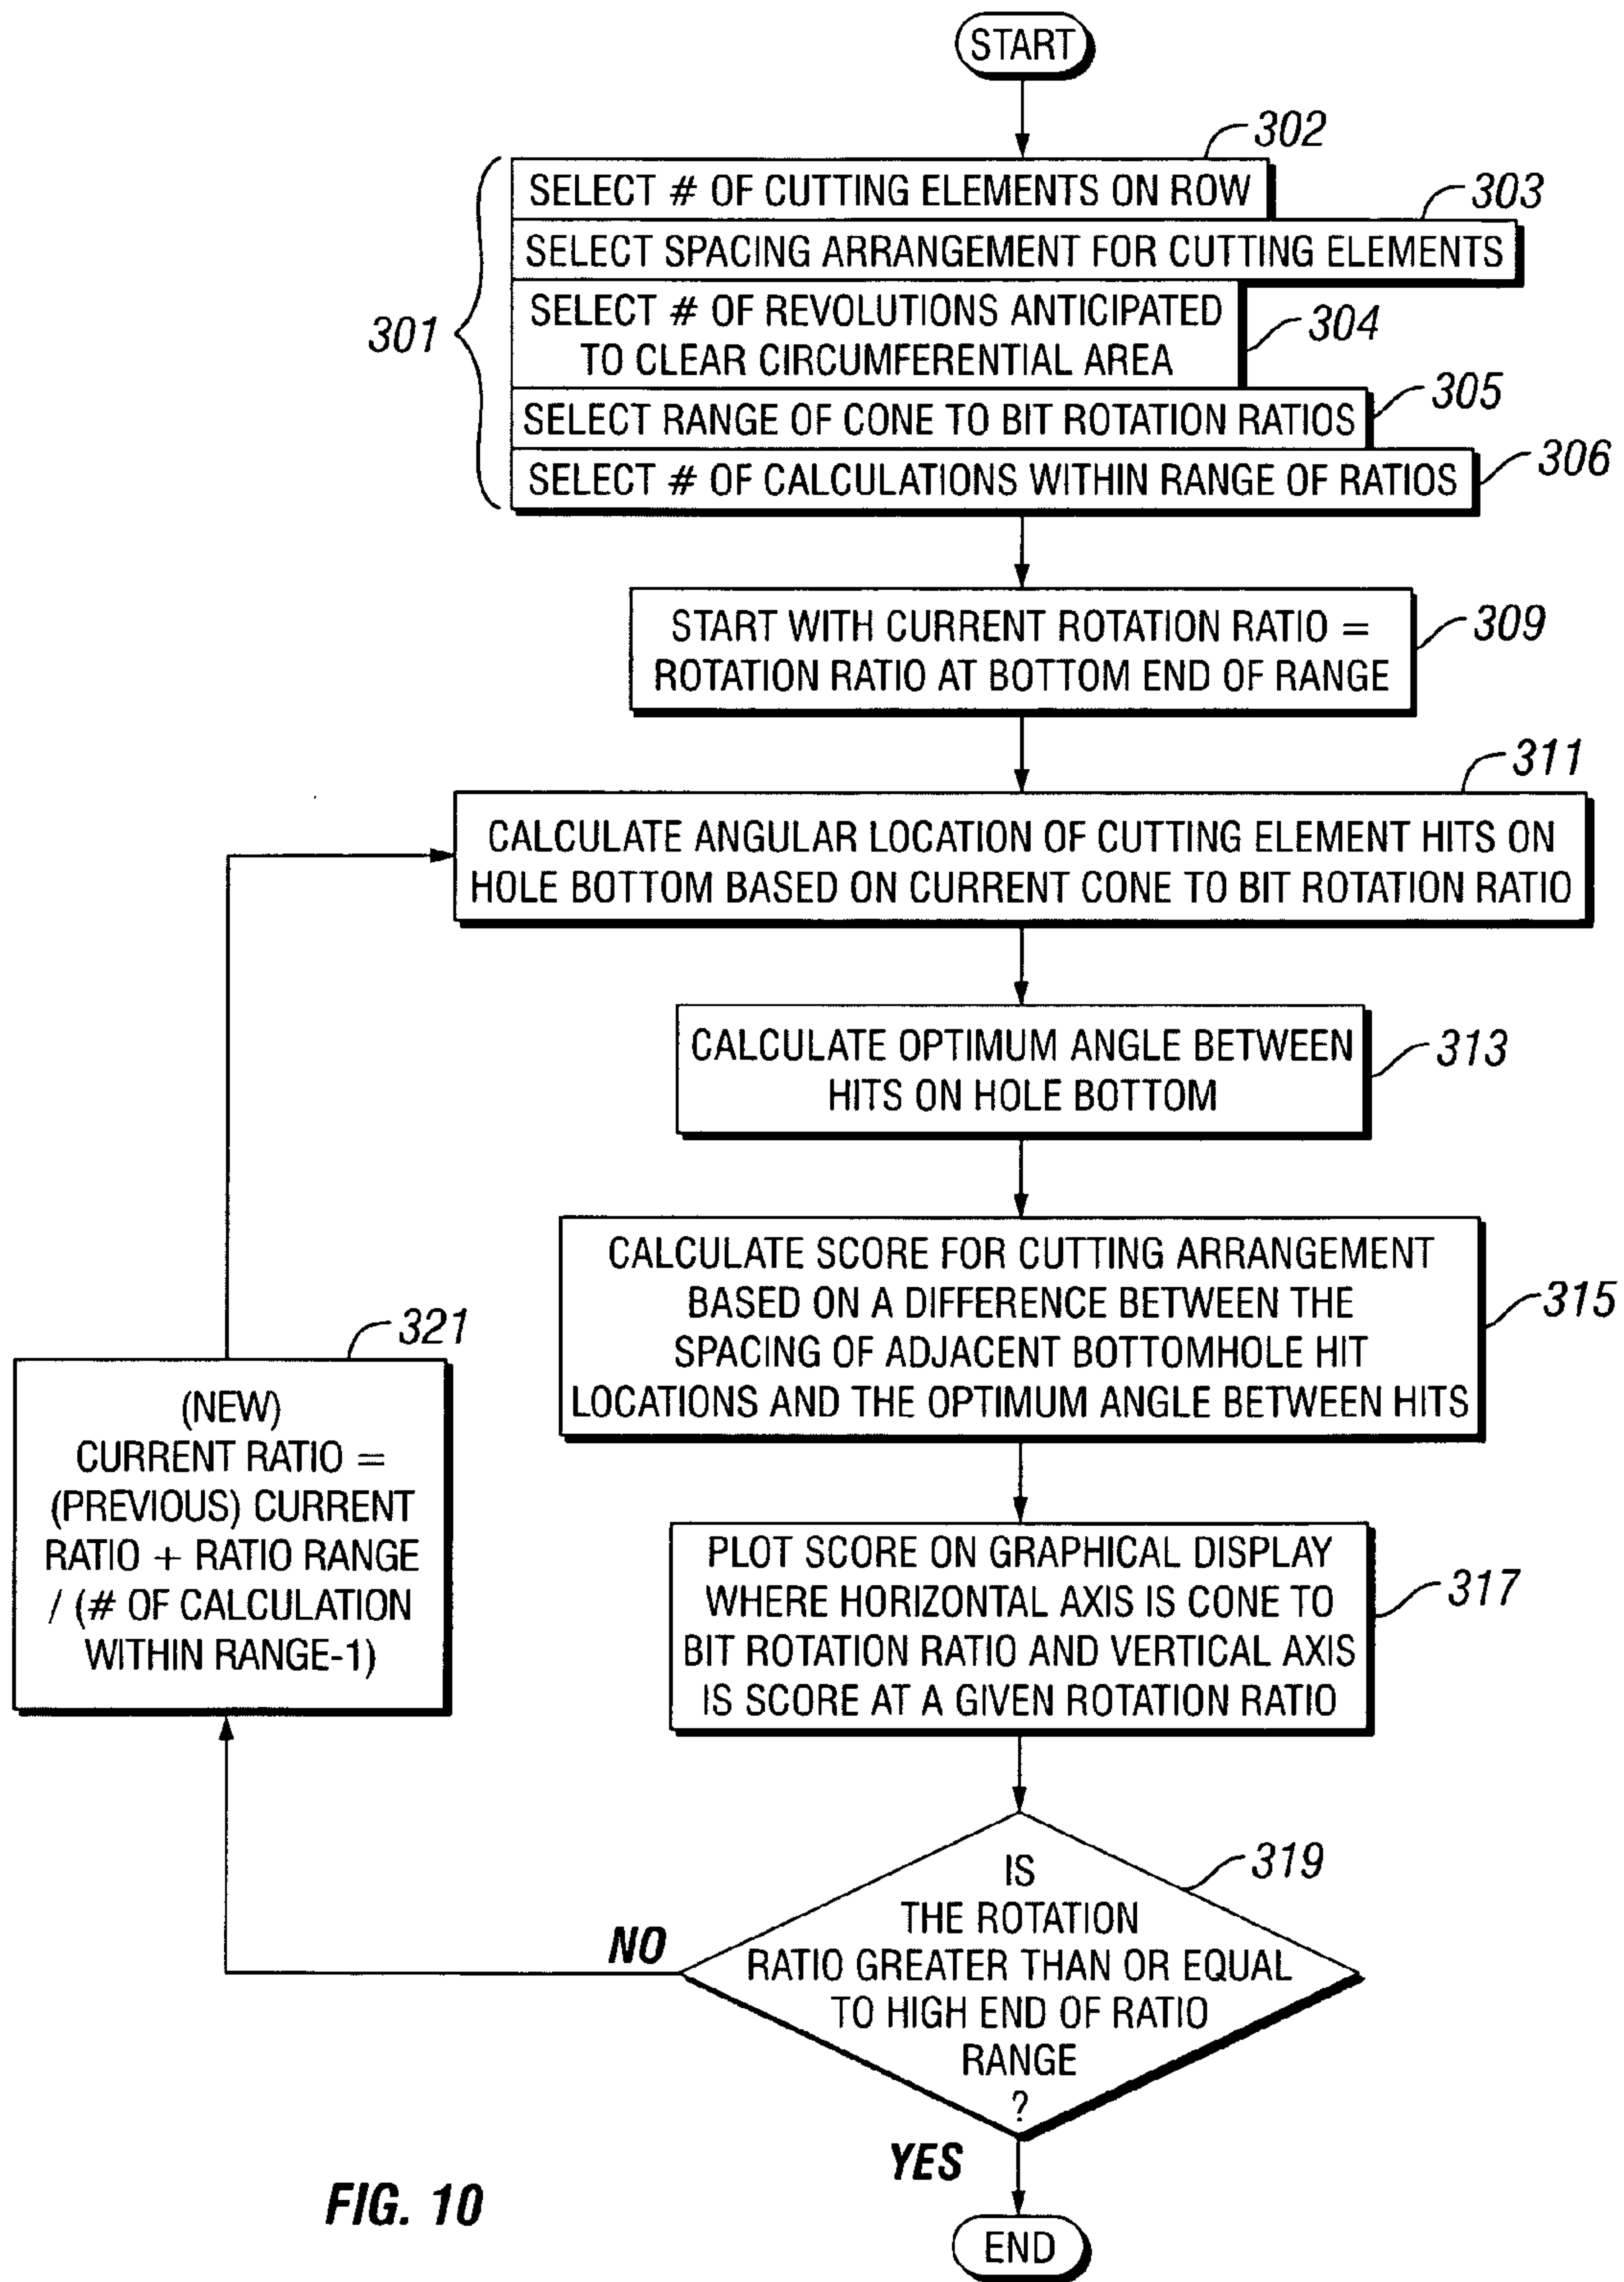 START
302
SELECT # OF CUTTING ELEMENTS ON ROW
303
SELECT SPACING ARRANGEMENT FOR CUTTING ELEMENTS
301
SELECT # OF REVOLUTIONS ANTICIPATED
TO CLEAR CIRCUMFERENTIAL AREA
304
SELECT RANGE OF CONE TO BIT ROTATION RATIOS
305
SELECT # OF CALCULATIONS WITHIN RANGE OF RATIOS
306
START WITH CURRENT ROTATION RATIO =
ROTATION RATIO AT BOTTOM END OF RANGE
309
311
CALCULATE ANGULAR LOCATION OF CUTTING ELEMENT HITS ON
HOLE BOTTOM BASED ON CURRENT CONE TO BIT ROTATION RATIO
CALCULATE OPTIMUM ANGLE BETWEEN
HITS ON HOLE BOTTOM
313
CALCULATE SCORE FOR CUTTING ARRANGEMENT
BASED ON A DIFFERENCE BETWEEN THE
SPACING OF ADJACENT BOTTOMHOLE HIT
LOCATIONS AND THE OPTIMUM ANGLE BETWEEN HITS
315
321
(NEW)
CURRENT RATIO =
(PREVIOUS) CURRENT
RATIO + RATIO RANGE
/ (# OF CALCULATION
WITHIN RANGE-1)
PLOT SCORE ON GRAPHICAL DISPLAY
WHERE HORIZONTAL AXIS IS CONE TO
BIT ROTATION RATIO AND VERTICAL AXIS
IS SCORE AT A GIVEN ROTATION RATIO
317
IS
THE ROTATION
RATIO GREATER THAN OR EQUAL
TO HIGH END OF RATIO
RANGE
?
319
NO
YES
END
FIG. 10